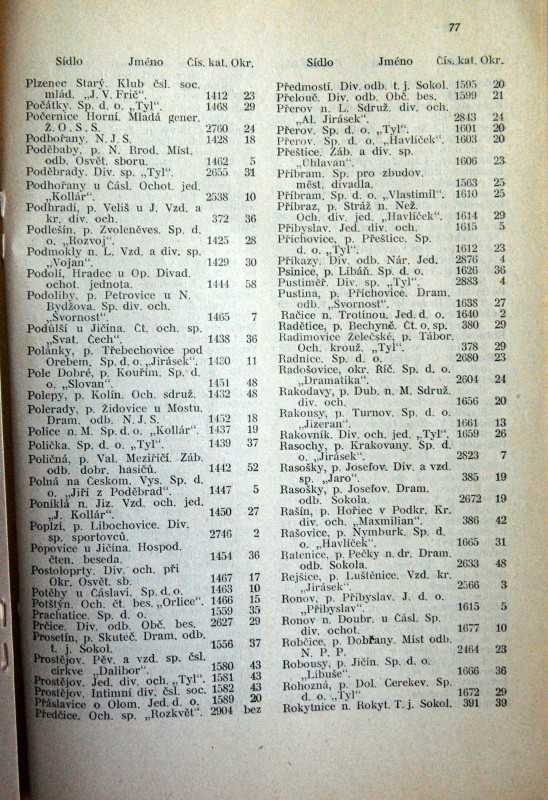 77
Sídlo Jméno Čís. kat. Okr.
Plzenec Starý. Klub čsl. soc.
mlád. „J. V. Frič“. 1412 23
Počátky. Sp. d. o. „Tyl“. 1468 29
Počernice Horní. Mladá gener.
ž. O. S. S. 2760 24
Podbořany. N. J. S. 1428 18
Poděbaby, p. N. Brod. Míst.
odb. Osvět. sboru. 1462 5
Poděbrady. Div. sp. „Tyl“. 2655 31
Podhořany u Čásl. Ochot. jed.
„Kollár“. 2538 10
Podhradí, p. Veliš u J. Vzd. a
kr. div. och. 372 36
Podlešín, p. Zvoleněves. Sp. d.
o. „Rozvoj“. 1425 28
Podmokly n. L. Vzd. a div. sp.
„Vojan“. 1429 30
Podolí, Hradec u Op. Divad.
ochot. jednota. 1444 58
Podoliby, p. Petrovice u N.
Bydžova. Sp. div. och.
„Svornost“. 1465 7
Podůlší u Jičína. Čt. och. sp.
„Svat. Čech“. 1438 36
Polánky, p. Třebechovice pod
Orebem. Sp. d. o. „Jirásek“. 1430 11
Pole Dobré, p. Kouřim. Sp. d.
o. „Slovan“. 1451 48
Polepy, p. Kolín. Och. sdruž. 1432 48
Polerady, p. Židovice u Mostu.
Dram. odb. N. J. S. 1452 18
Police n. M. Sp. d. o. „Kollár“. 1437 19
Polička. Sp. d. o. „Tyl“. 1439 37
Poličná, p. Val. Meziříčí. Záb.
odb. dobr. hasičů. 1442 52
Polná na Českom. Vys. Sp. d.
o. „Jiří z Poděbrad“. 1447 5
Poniklá n. Jiz. Vzd. och. jed.
„J. Kollár“. 1450 27
Poplzí, p. Libochovice. Div.
sp. sportovců. 2746 2
Popovice u Jičína. Hospod.
čten. beseda. 1454 36
Postoloprty. Div. och. při
Okr. Osvět. sb. 1467 17
Potěhy u Čáslaví. Sp. d. o. 1463 10
Potštýn. Och. čt. bes. „Orlice“. 1466 15
Prachatice. Sp. d. o. 1559 35
Prčice. Div. odb. Obč. bes. 2627 29
Prosetín, p. Skuteč. Dram. odb.
t. j. Sokol. 1556 37
Prostějov. Pěv. a vzd. sp. čsl.
církve „Dalibor“. 1580 43
Prostějov. Jed. div. och. „Tyl“. 1581 43
Prostějov. Intimní div. čsl. soc. 1582 43
Přáslavice o Olom. Jed. d. o. 1589 20
Předčice, Och. sp. „Rozkvět“. 2904 bez
Sídlo Jméno Čís. kat. Okr.
Předmostí. Div. odb. t. j. Sokol. 1595 20
Přelouč. Div. odb. Obč. bes. 1599 21
Přerov n. L. Sdruž. div. och.
„Al. Jirásek“. 2843 24
Přerov. Sp. d. o. „Tyl“. 1601 20
Přerov. Sp. d. o. „Havlíček“. 1603 20
Přeštice, Záb. a div. sp.
„Úhlavan“. 1606 23
Příbram. Sp. pro zbudov.
měst. divadla. 1563 25
Příbram. Sp. d. o. „Vlastimil“. 1610 25
Příbraz, p. Stráž n. Než.
Och. div. jed. „Havlíček“. 1614 29
Přibyslav. Jed. div. och. 1615 5
Příchovice, p. Přeštice. Sp.
d. o. „Tyl“. 1612 23
Příkazy. Div. odb. Nár. Jed. 2876 4
Psinice, p. Libáň. Sp. d. o. 1626 36
Pustiměř. Div. sp. „Tyl“. 2883 4
Pustina, p. Příchovice. Dram.
odb. „Svornost“. 1638 27
Račice n. Trotinou. Jed. d. o. 1640 2
Radětice, p. Bechyně. Čt. o. sp. 380 29
Radimovice Želečské, p. Tábor.
Och. krouž. „Tyl“. 378 29
Radnice. Sp. d. o. 2680 23
Radošovice, okr. Říč. Sp. d. o.
„Dramatika“. 2604 24
Rakodavy, p. Dub. n. M. Sdruž.
div. och. 1656 20
Rakousy, p. Turnov. Sp. d. o.
„Jizeran“. 1661 13
Rakovník. Div. och. jed. „Tyl“. 1659 26
Rasochy, p. Krakovany. Sp. d.
o. „Jirásek“. 2823 7
Rasošky, p. Josefov. Div. a vzd.
sp. „Jaro“. 385 19
Rasošky, p. Josefov. Dram.
odb. Sokola. 2672 19
Rašín, p. Hořiec v Podkr. Kr.
div. och. „Maxmilian“. 386 42
Rašovice, p. Nymburk. Sp. d.
o. „Havlíček“. 1665 31
Ratenice, p. Pečky n. dr. Dram.
odb. Sokola. 2633 48
Rejšice, p. Luštěnice. Vzd. kr.
„Jirásek“. 2566 3
Ronov, p. Přibyslav. J. d. o.
„Přibyslav“. 1615 5
Ronov n. Doubr. u Čásl. Sp.
div. ochot. 1677 10
Robčice, p. Dobřany. Míst odb.
N. P. P. 2464 23
Robousy, p. Jičín. Sp. d. o.
„Libuše“. 1666 36
Rohozná, p. Dol. Cerekev. Sp.
d. o. „Tyl“ 1672 29
Rokytnice n. Rokyt. T. j. Sokol. 391 39